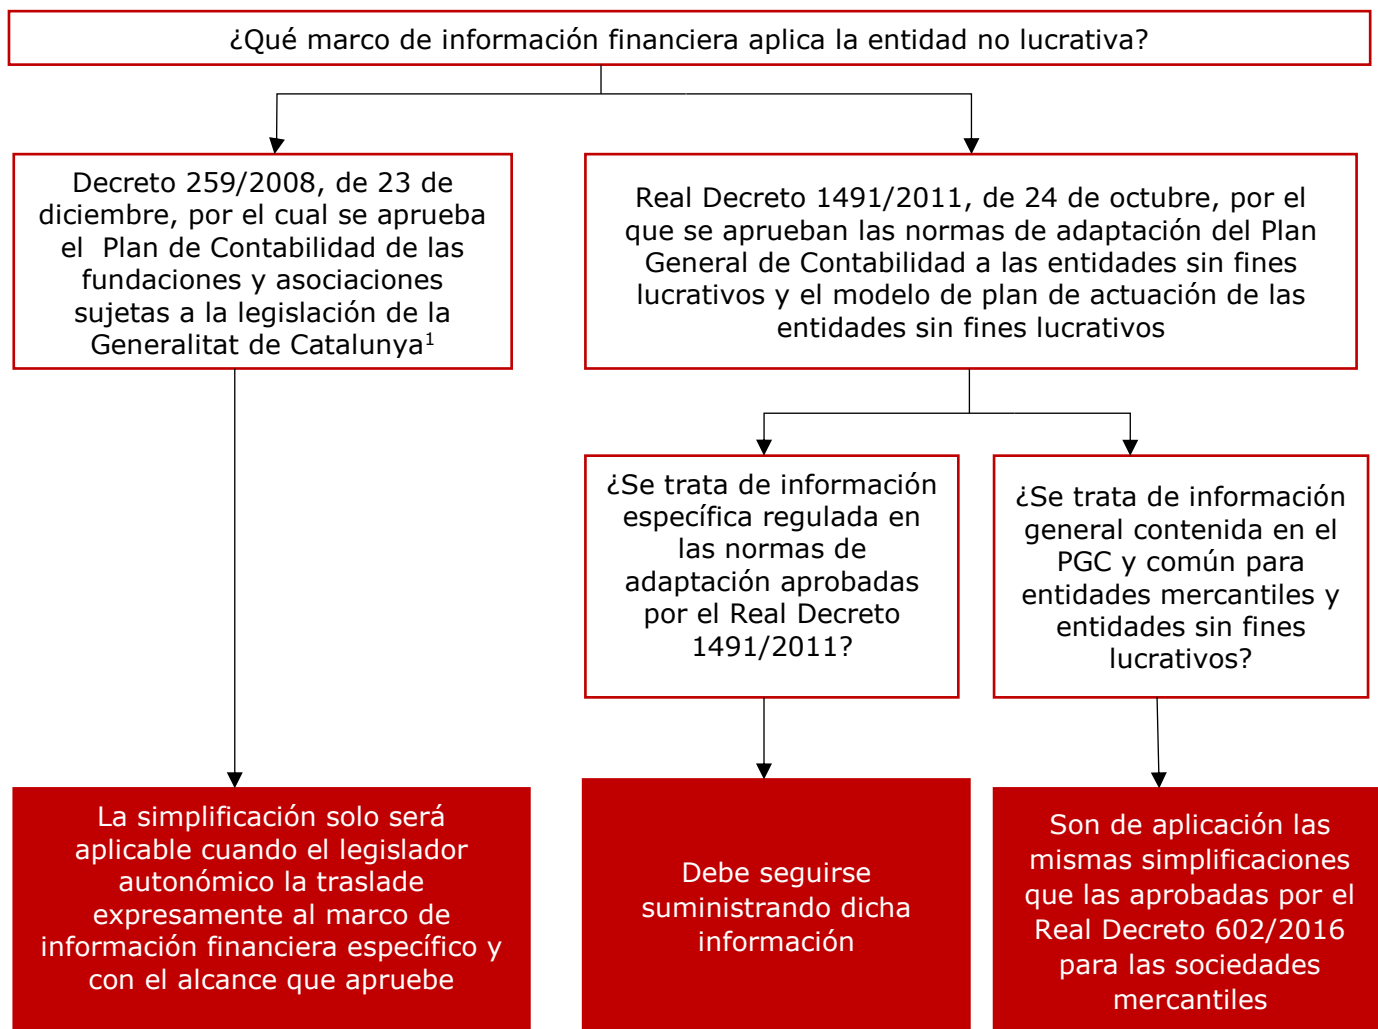 ¿Qué marco de información financiera aplica la entidad no lucrativa?
Decreto 259/2008, de 23 de
diciembre, por el cual se aprueba
el Plan de Contabilidad de las
fundaciones y asociaciones
sujetas a la legislación de la
Generalitat de Catalunya¹
Real Decreto 1491/2011, de 24 de octubre, por el
que se aprueban las normas de adaptación del Plan
General de Contabilidad a las entidades sin fines
lucrativos y el modelo de plan de actuación de las
entidades sin fines lucrativos
¿Se trata de información
específica regulada en
las normas de
adaptación aprobadas
por el Real Decreto
1491/2011?
¿Se trata de información
general contenida en el
PGC y común para
entidades mercantiles y
entidades sin fines
lucrativos?
La simplificación solo será
aplicable cuando el legislador
autonómico la traslade
expresamente al marco de
información financiera específico y
con el alcance que apruebe
Debe seguirse
suministrando dicha
información
Son de aplicación las
mismas simplificaciones
que las aprobadas por el
Real Decreto 602/2016
para las sociedades
mercantiles